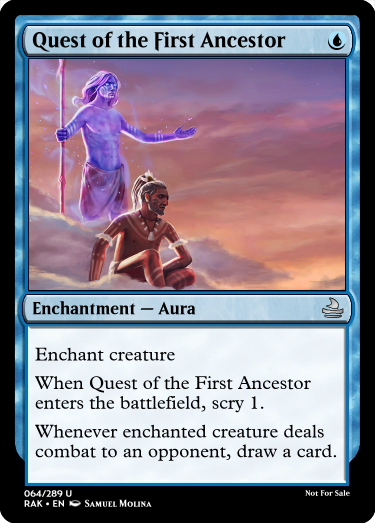 Quest of the First Ancestor
Enchantment — Aura
Enchant creature
When Quest of the First Ancestor
enters the battlefield, scry 1.
Whenever enchanted creature deals
combat to an opponent, draw a card.
064/289 U
Not For Sale
RAK • EN Samuel Molina